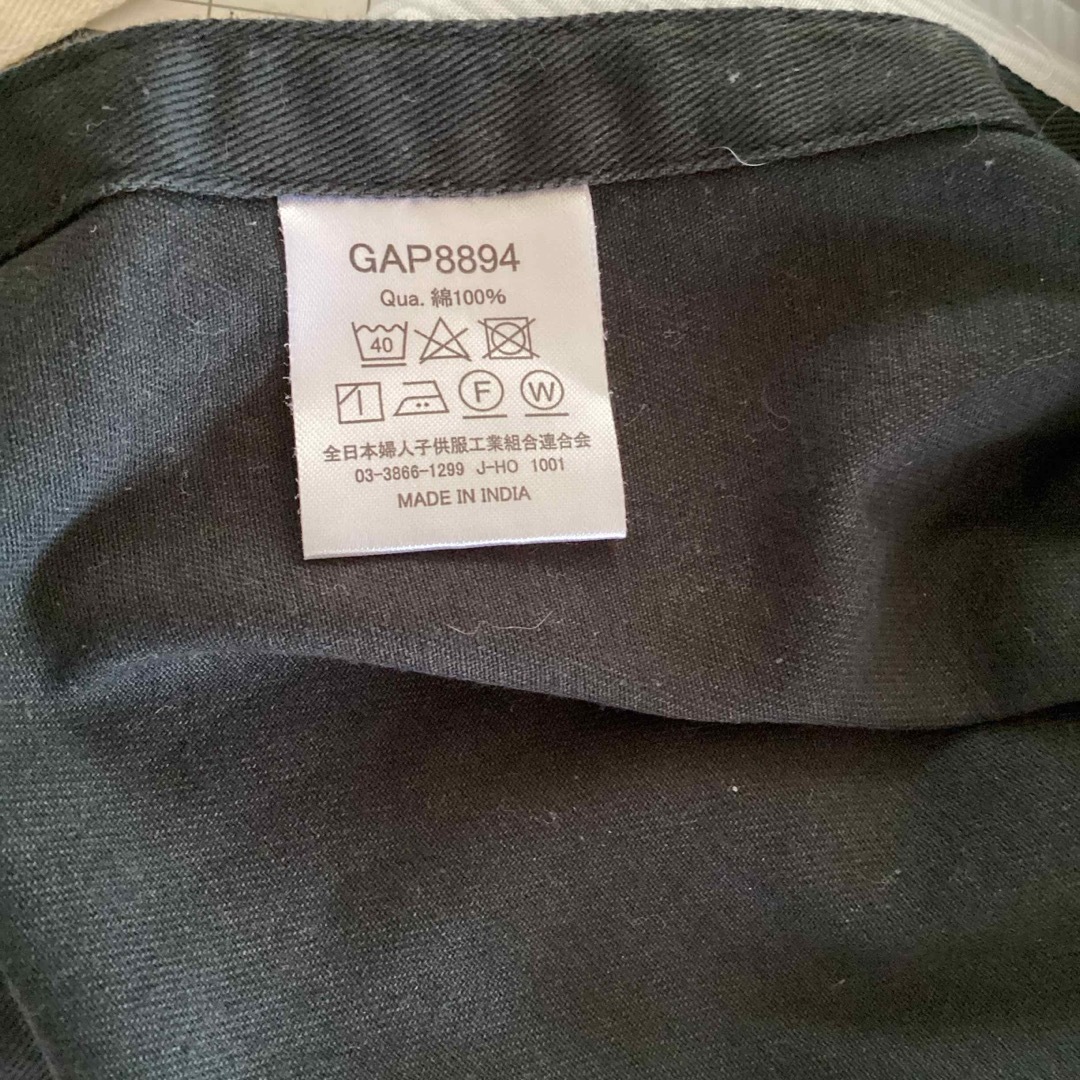 GAP8894
Qua. 綿100%
40
F W
全日本婦人子供服工業組合連合会
03-3866-1299 J-HO 1001
MADE IN INDIA